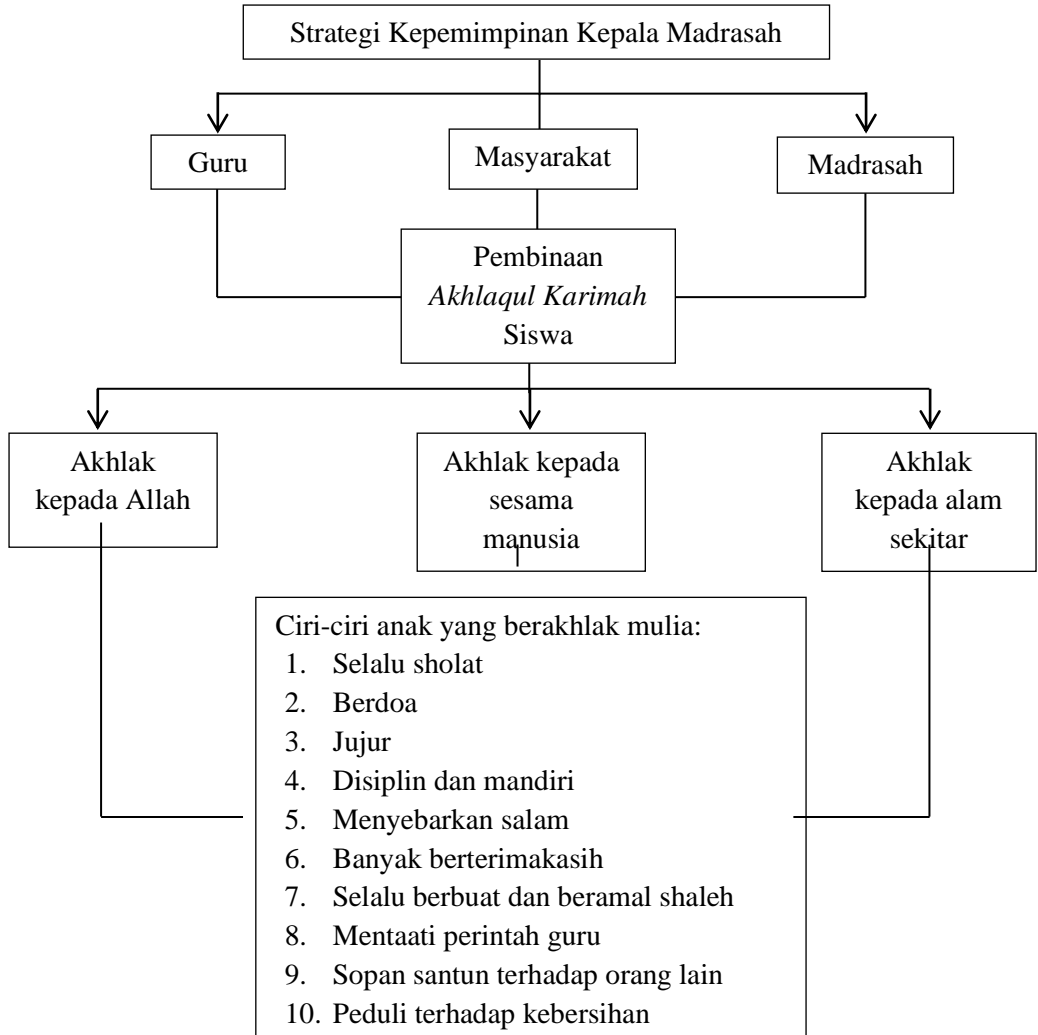 Strategi Kepemimpinan Kepala Madrasah
Guru
Masyarakat
Madrasah
Pembinaan
Akhlaqul Karimah
Siswa
Akhlak
kepada Allah
Akhlak kepada
sesama
manusia
Akhlak
kepada alam
sekitar
Ciri-ciri anak yang berakhlak mulia:
1. Selalu sholat
2. Berdoa
3. Jujur
4. Disiplin dan mandiri
5. Menyebarkan salam
6. Banyak berterimakasih
7. Selalu berbuat dan beramal shaleh
8. Mentaati perintah guru
9. Sopan santun terhadap orang lain
10. Peduli terhadap kebersihan